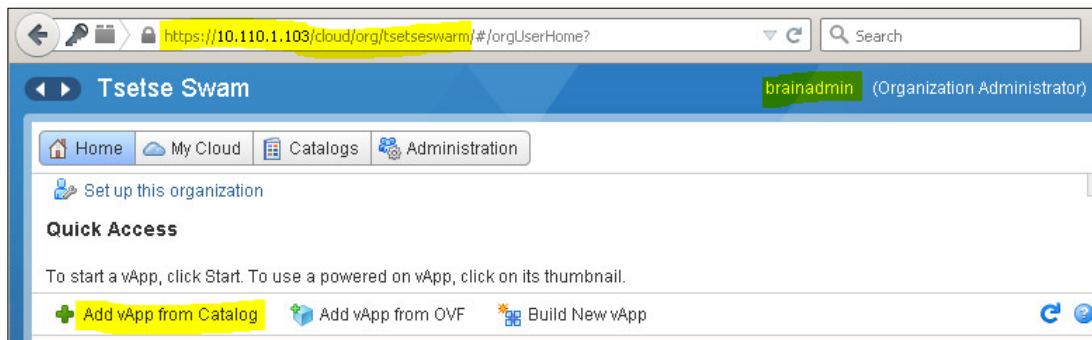 https://10.110.1.103/cloud/org/tsetseswarm/#/orgUserHome? Search
Tsetse Swam brainadmin (Organization Administrator)
Home My Cloud Catalogs Administration
Set up this organization
Quick Access
To start a vApp, click Start. To use a powered on vApp, click on its thumbnail.
Add vApp from Catalog Add vApp from OVF Build New vApp